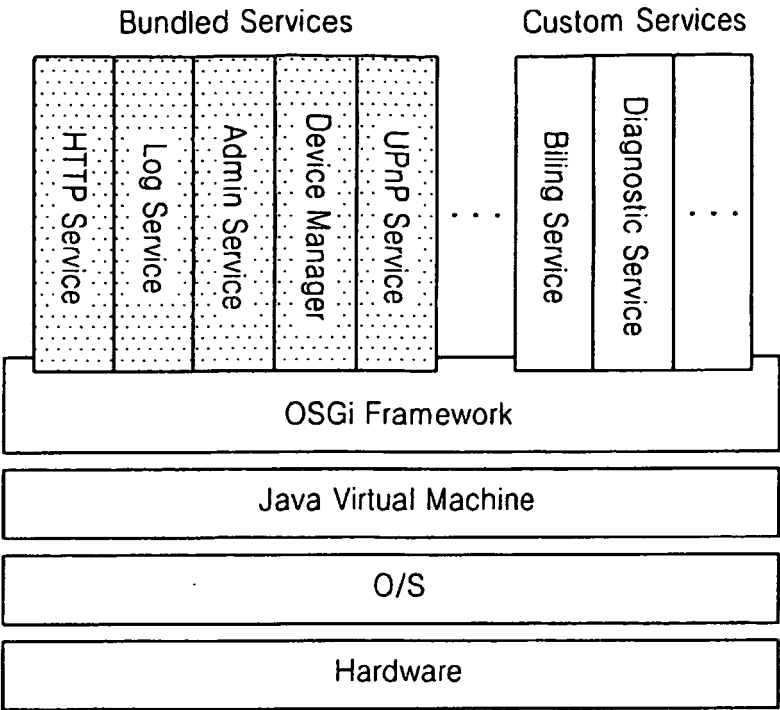 Bundled Services
Custom Services
HTTP Service
Log Service
Admin Service
Device Manager
UPnP Service
. . .
Biling Service
Diagnostic Service
. . .
OSGi Framework
Java Virtual Machine
O/S
Hardware